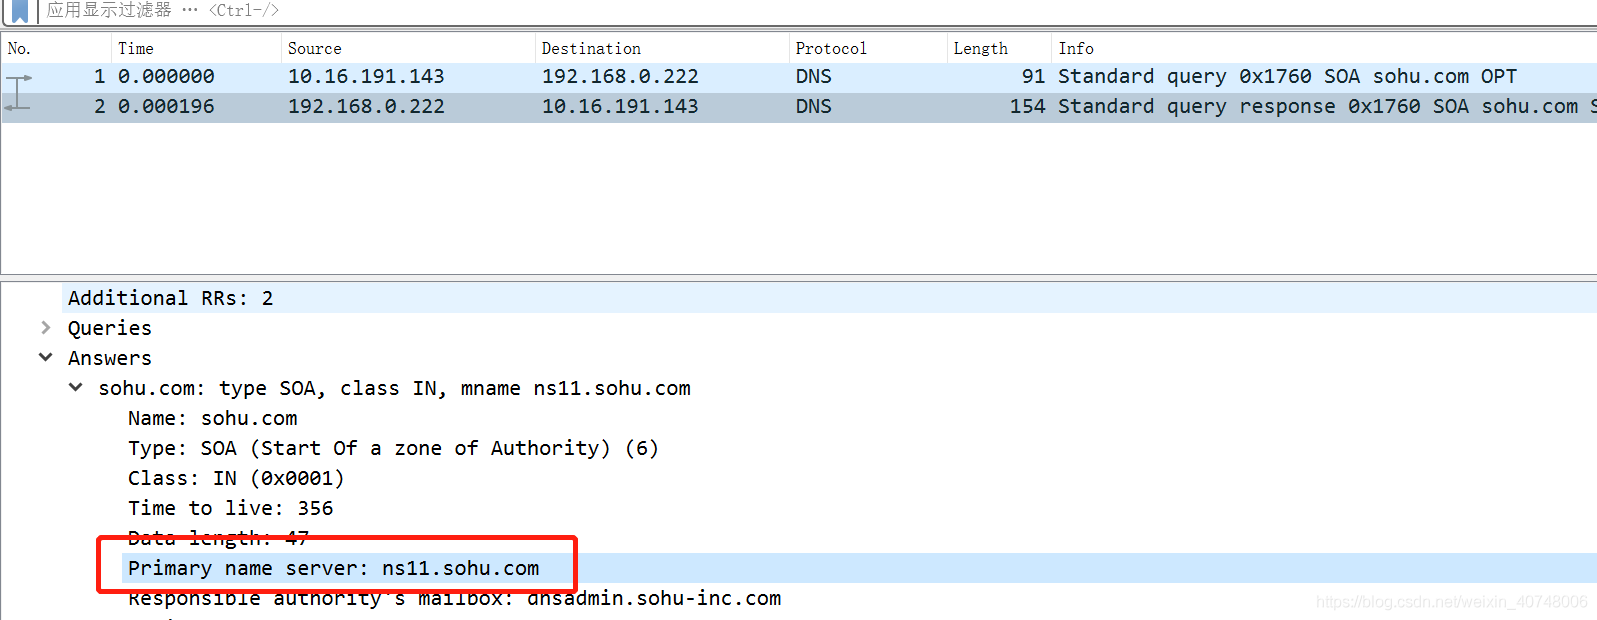 应用显示过滤器 … <Ctrl-/>
No. Time Source Destination Protocol Length Info
1 0.000000 10.16.191.143 192.168.0.222 DNS 91 Standard query 0x1760 SOA sohu.com OPT
2 0.000196 192.168.0.222 10.16.191.143 DNS 154 Standard query response 0x1760 SOA sohu.com S
Additional RRs: 2
Queries
Answers
sohu.com: type SOA, class IN, mname ns11.sohu.com
Name: sohu.com
Type: SOA (Start Of a zone of Authority) (6)
Class: IN (0x0001)
Time to live: 356
Data length: 47
Primary name server: ns11.sohu.com
Responsible authority's mailbox: dnsadmin.sohu-inc.com
https://blog.csdn.net/weixin_40748006